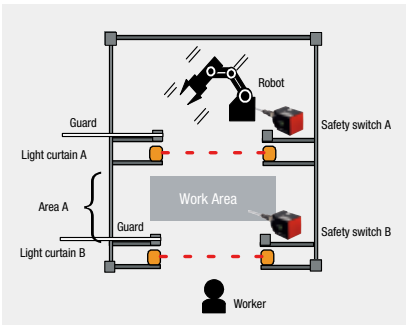 Robot
Guard
Safety switch A
Light curtain A
Work Area
Area A
Guard
Safety switch B
Light curtain B
Worker